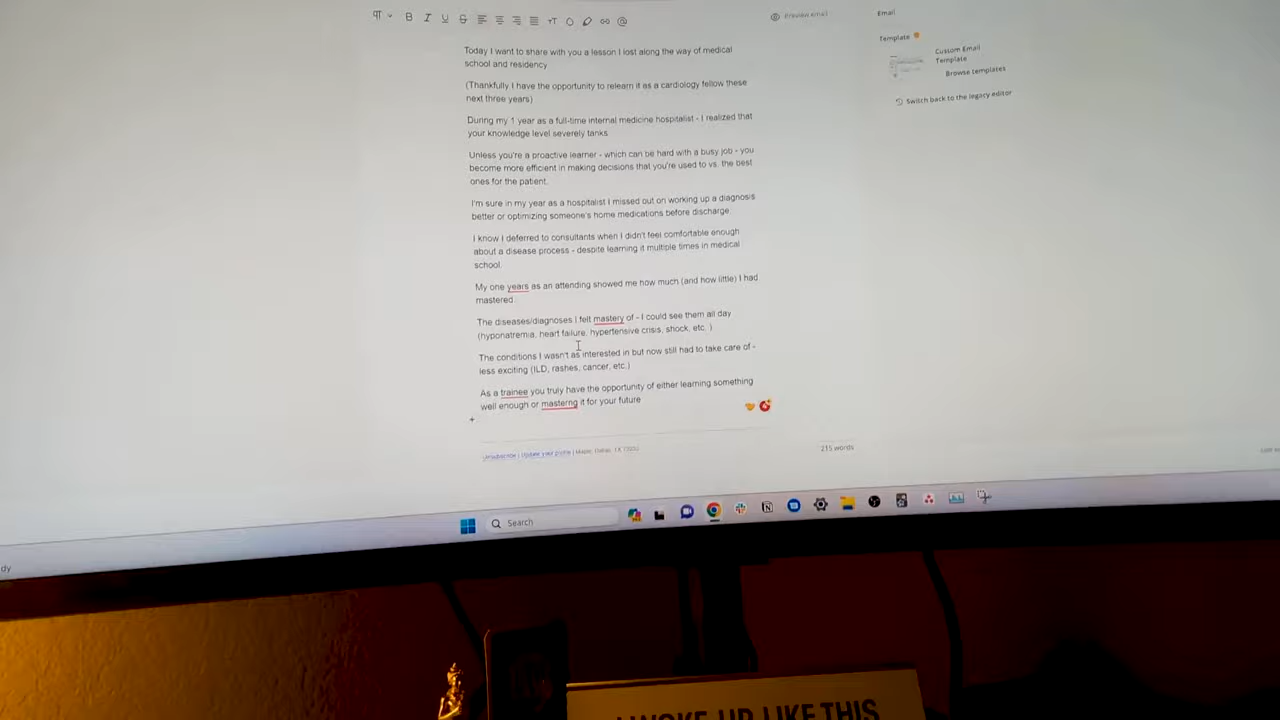 B I U S
Preview email
Email
Template
Custom Email
Template
Browse templates
Switch back to the legacy editor
Today I want to share with you a lesson I lost along the way of medical
school and residency
(Thankfully I have the opportunity to relearn it as a cardiology fellow these
next three years)
During my 1 year as a full-time internal medicine hospitalist - I realized that
your knowledge level severely tanks
Unless you're a proactive learner - which can be hard with a busy job - you
become more efficient in making decisions that you're used to vs. the best
ones for the patient.
I'm sure in my year as a hospitalist I missed out on working up a diagnosis
better or optimizing someone's home medications before discharge.
I know I deferred to consultants when I didn't feel comfortable enough
about a disease process - despite learning it multiple times in medical
school.
My one years as an attending showed me how much (and how little) I had
mastered.
The diseases/diagnoses I felt mastery of - I could see them all day
(hyponatremia, heart failure, hypertensive crisis, shock, etc. )
The conditions I wasn't as interested in but now still had to take care of -
less exciting (ILD, rashes, cancer, etc.)
As a trainee you truly have the opportunity of either learning something
well enough or masterng it for your future
Unsubscribe | Update your profile |
215 words
Search
dy
I WOKE UP LIKE THIS